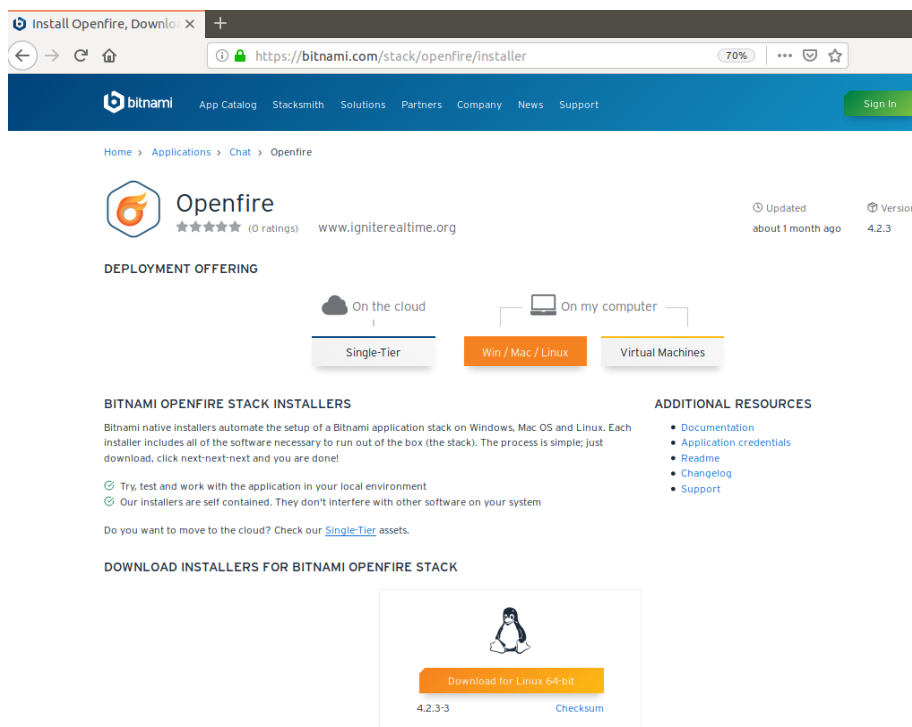 Install Openfire, Downlo
https://bitnami.com/stack/openfire/installer
70%
bitnami
App Catalog Stacksmith Solutions Partners Company News Support
Sign In
Home › Applications › Chat › Openfire
Openfire
(0 ratings) www.igniterealtime.org
Updated Version
about 1 month ago 4.2.3
DEPLOYMENT OFFERING
On the cloud On my computer
Single-Tier Win / Mac / Linux Virtual Machines
BITNAMI OPENFIRE STACK INSTALLERS
Bitnami native installers automate the setup of a Bitnami application stack on Windows, Mac OS and Linux. Each
installer includes all of the software necessary to run out of the box (the stack). The process is simple; just
download, click next-next-next and you are done!
Try, test and work with the application in your local environment
Our installers are self contained. They don't interfere with other software on your system
Do you want to move to the cloud? Check our Single-Tier assets.
ADDITIONAL RESOURCES
Documentation
Application credentials
Readme
Changelog
Support
DOWNLOAD INSTALLERS FOR BITNAMI OPENFIRE STACK
Download for Linux 64-bit
4.2.3-3 Checksum